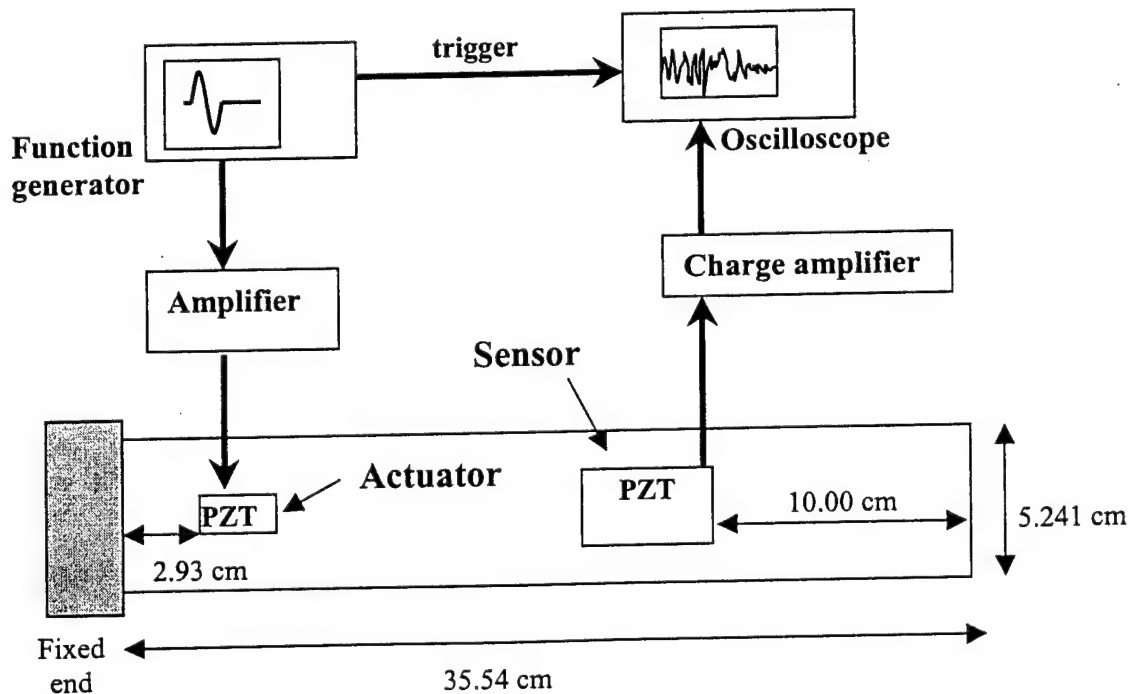 trigger
Function
generator
Oscilloscope
Amplifier
Charge amplifier
Sensor
Actuator
PZT
PZT
10.00 cm
5.241 cm
2.93 cm
Fixed
end
35.54 cm